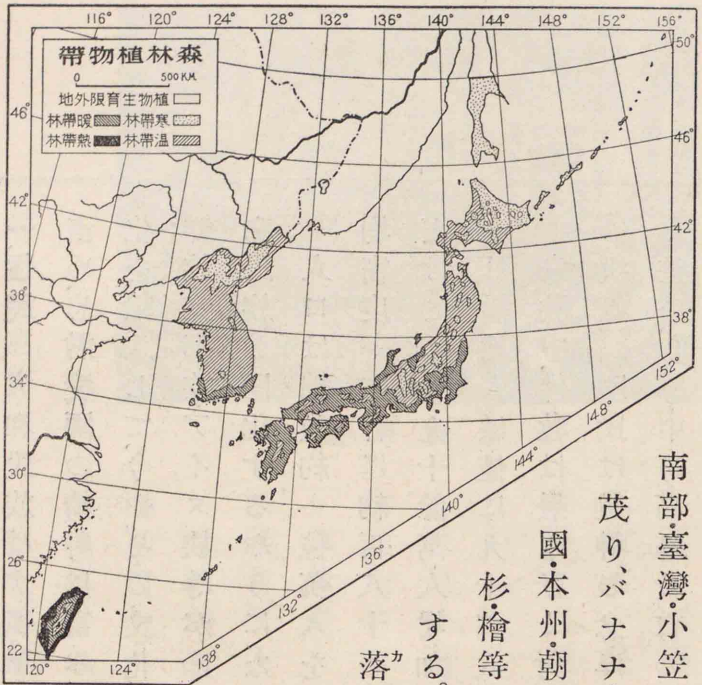 112° 116° 120° 124° 128° 132° 136° 140° 144° 148° 152° 156°
森林植物帶
0 500KM.
植物生育限外地
寒帶林 暖帶林
温帶林 熱帶林
50°
46° 46°
42° 42°
38° 38°
34°
30°
26°
22
120° 124° 132° 136° 140° 144° 148° 152°
138°
南部·臺灣·小笠
茂り、バナナ
國·本州·朝
杉·檜等
する。
落カ